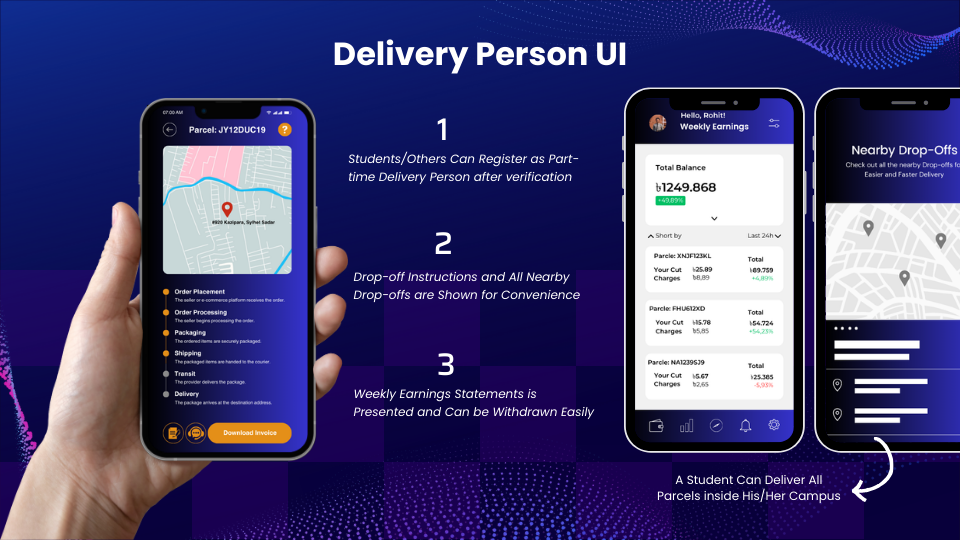 Delivery Person UI
07:00 AM
Parcel: JY12DUC19
?
#925 Kazipara, Sylhet Sadar
Order Placement
The seller or e-commerce platform receives the order.
Order Processing
The seller begins processing the order.
Packaging
The ordered items are securely packaged.
Shipping
The packaged items are handed to the courier.
Transit
The provider delivers the package.
Delivery
The package arrives at the destination address.
Download Invoice
1
Students/Others Can Register as Part-
time Delivery Person after verification
2
Drop-off Instructions and All Nearby
Drop-offs are Shown for Convenience
3
Weekly Earnings Statements is
Presented and Can be Withdrawn Easily
Hello, Rohit!
Weekly Earnings
Total Balance
৳1249.868
+49,89%
Short by
Last 24h
Parcle: XNJF123KL
Total
Your Cut ৳25.89
৳89.759
Charges ৳8,89
+4,89%
Parcle: FHU612XD
Total
Your Cut ৳15.78
৳54.724
Charges ৳5,85
+54,23%
Parcle: NA1239SJ9
Total
Your Cut ৳5.67
৳25.385
Charges ৳2,65
-5,93%
Nearby Drop-Offs
Check out all the nearby Drop-offs fo
Easier and Faster Delivery
A Student Can Deliver All
Parcels inside His/Her Campus